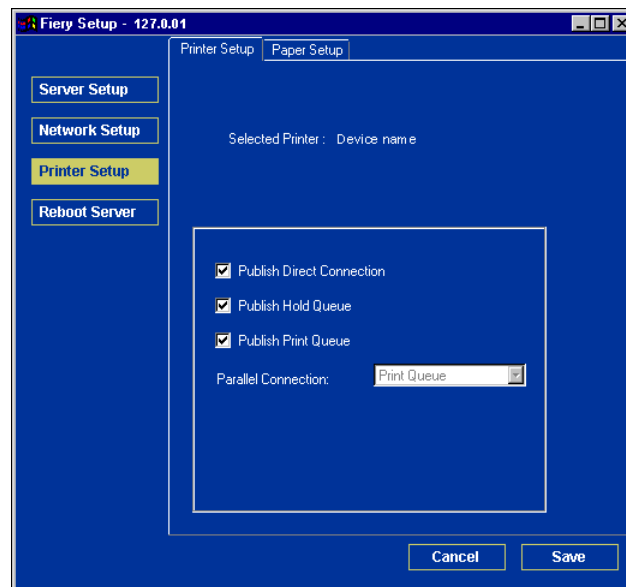 Fiery Setup - 127.0.01
Printer Setup
Paper Setup
Server Setup
Network Setup
Printer Setup
Reboot Server
Selected Printer : Device name
Publish Direct Connection
Publish Hold Queue
Publish Print Queue
Parallel Connection: Print Queue
Cancel
Save